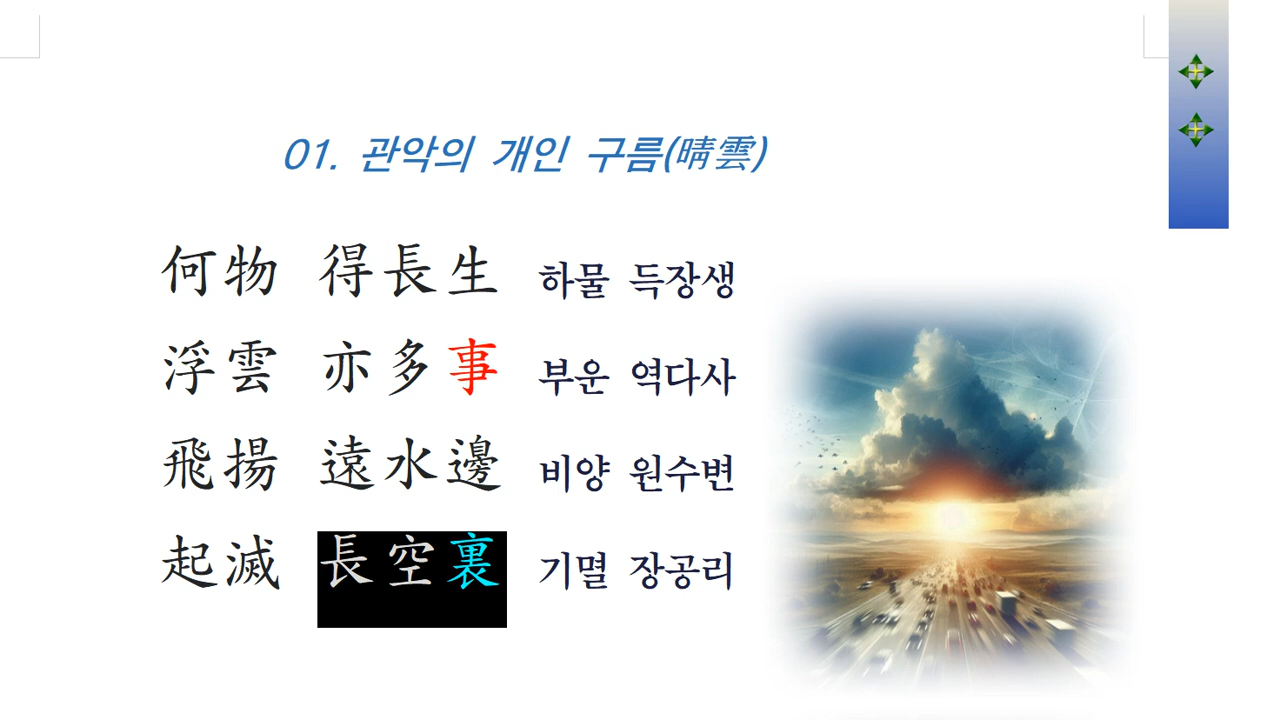 01. 관악의 개인 구름(晴雲)
何物 得長生 하물 득장생
浮雲 亦多事 부운 역다사
飛揚 遠水邊 비양 원수변
起滅 長空裏 기멸 장공리